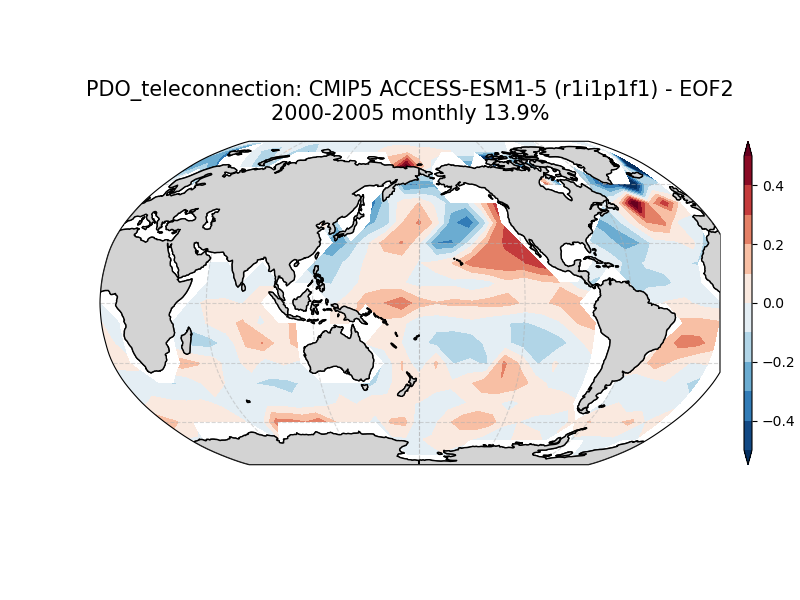 PDO_teleconnection: CMIP5 ACCESS-ESM1-5 (r1i1p1f1) - EOF2
2000-2005 monthly 13.9%
0.4
0.2
0.0
−0.2
−0.4